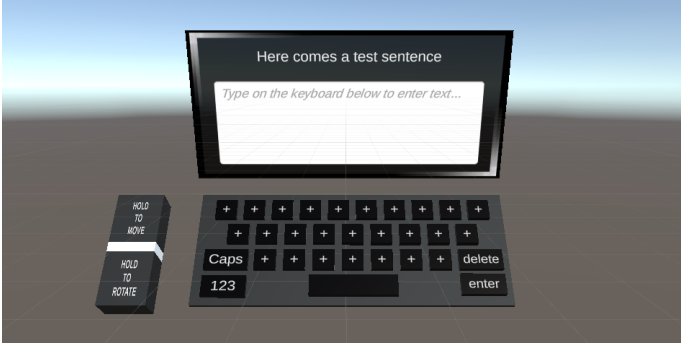 Here comes a test sentence
Type on the keyboard below to enter text...
HOLD
TO
MOVE
HOLD
TO
ROTATE
+ + + + + + + + + +
+ + + + + + + + +
Caps + + + + + + + delete
123 enter